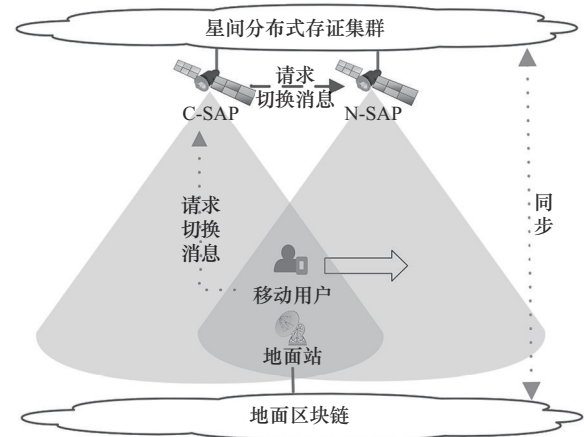 星间分布式存证集群
请求
切换消息
C-SAP
N-SAP
请求
切换
消息
同步
移动用户
地面站
地面区块链